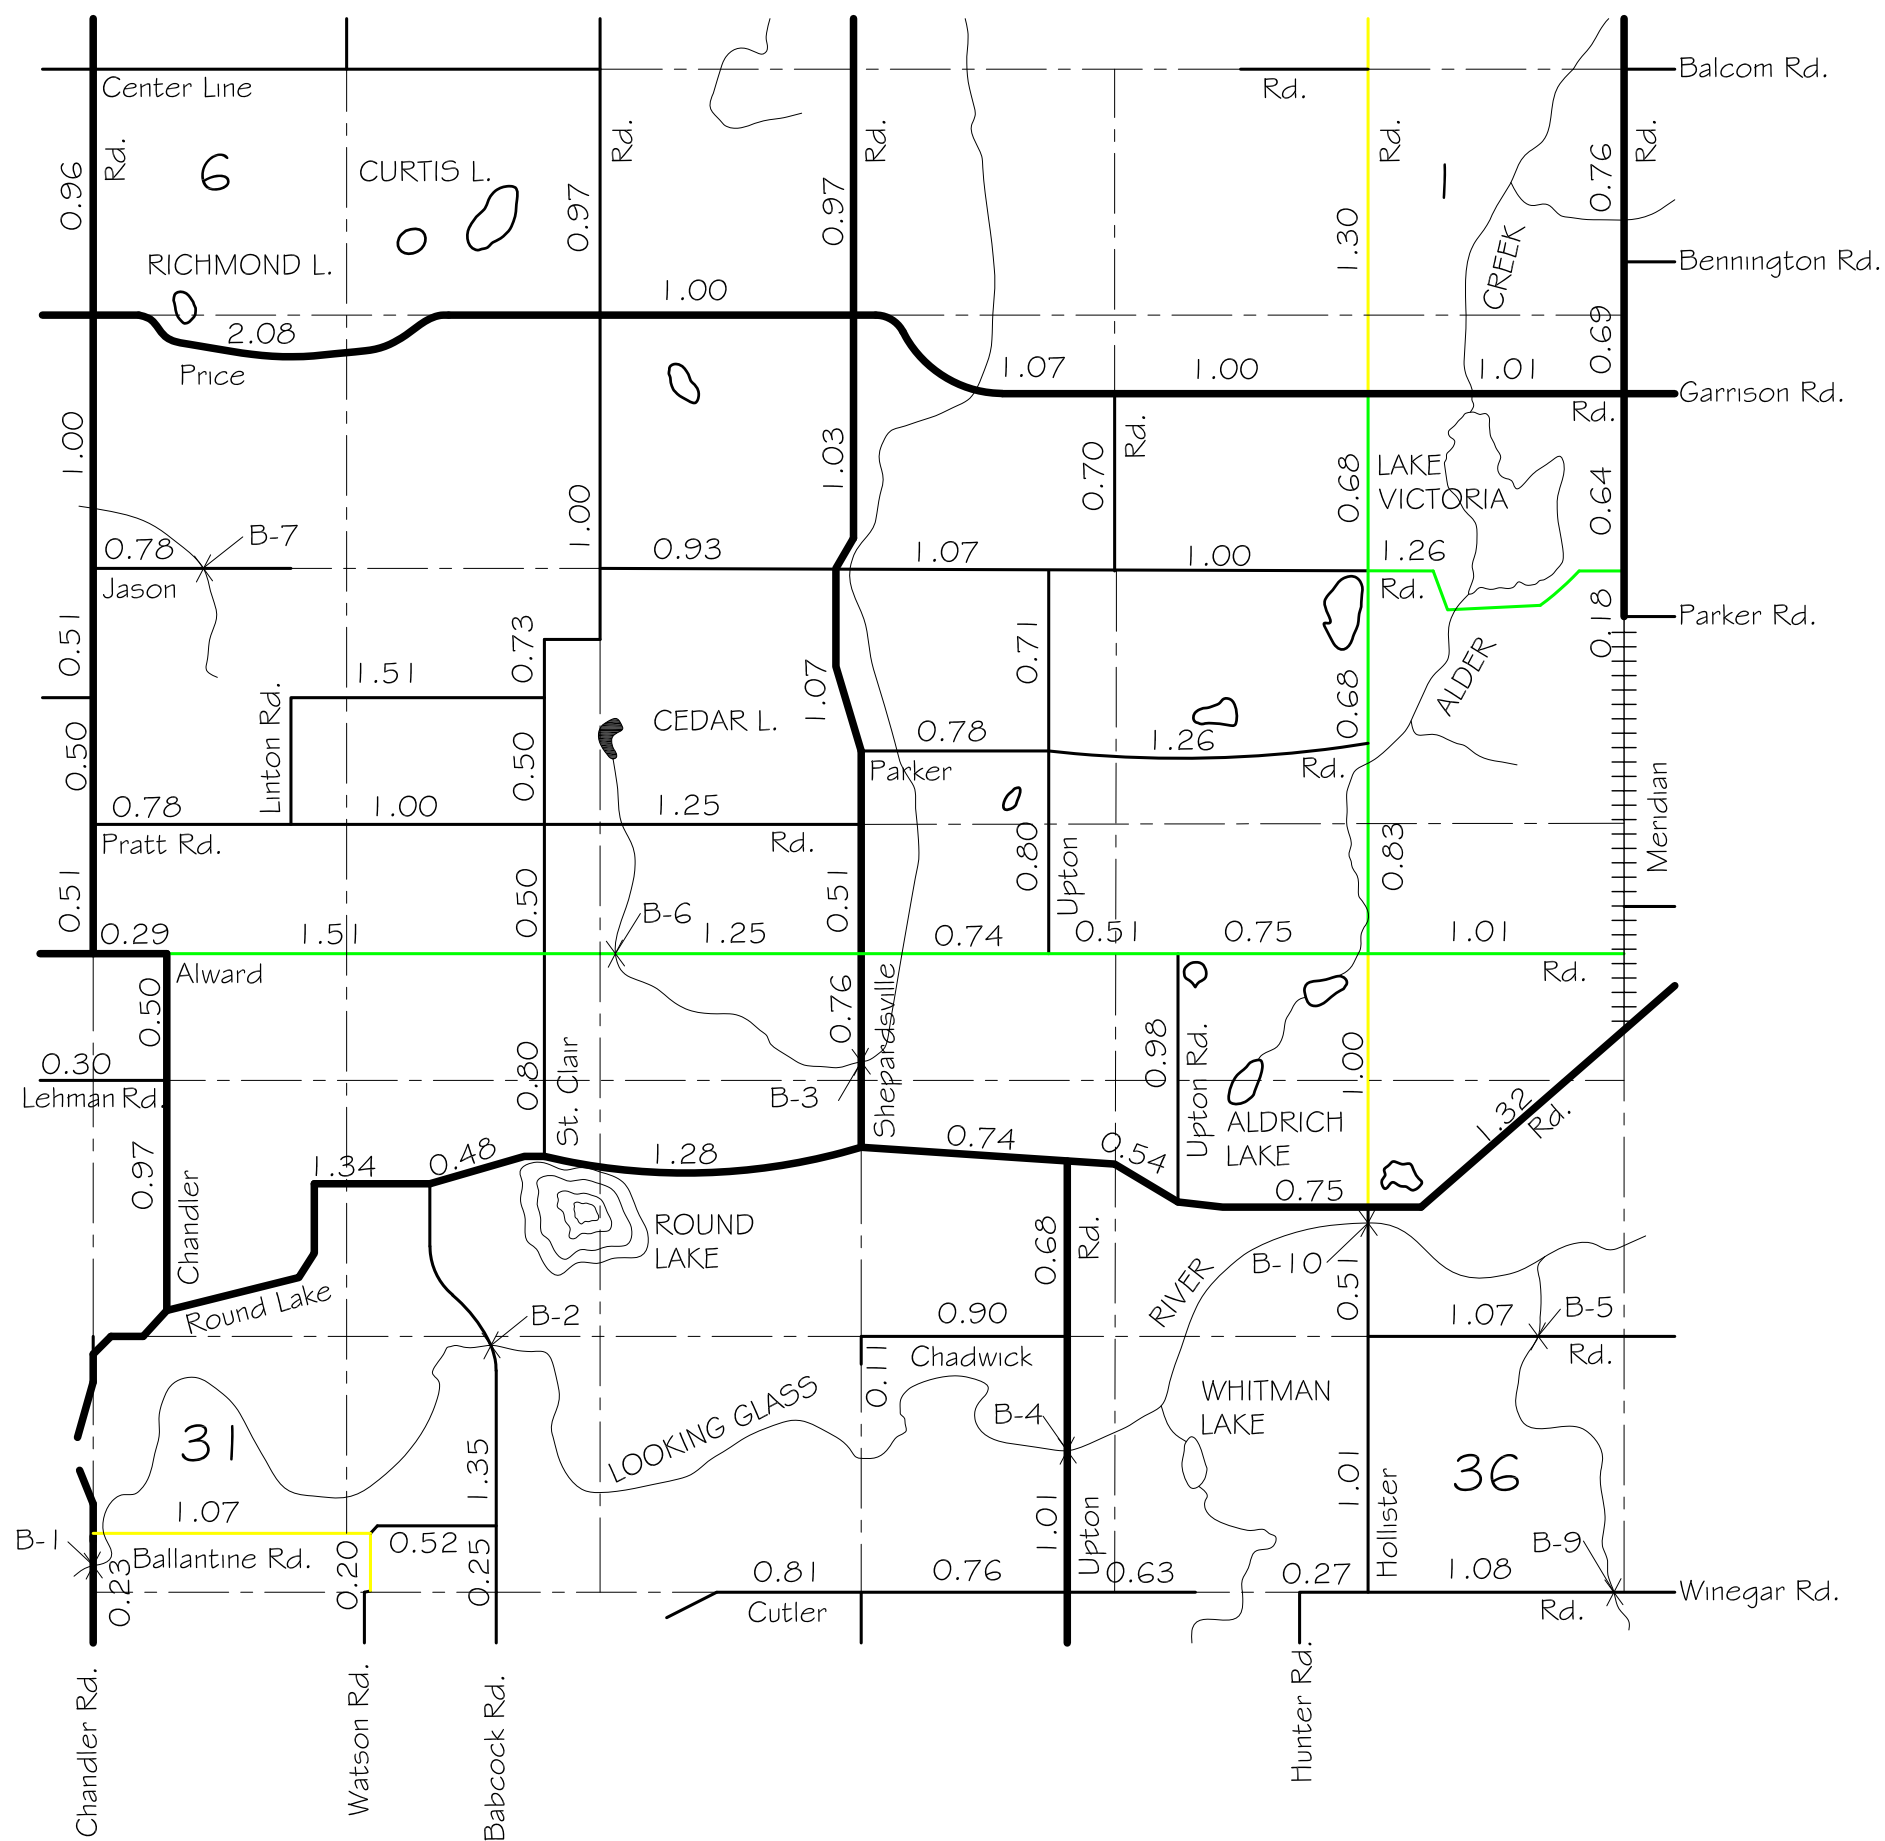 Balcom Rd.
Center Line
Rd.
Rd.
Rd.
Rd.
Rd.
Rd.
0.96
6
CURTIS L.
0.97
0.97
1.30
1
0.76
RICHMOND L.
CREEK
Bennington Rd.
1.00
2.08
Price
0.69
1.07
1.00
1.01
Garrison Rd.
Rd.
1.00
1.03
Rd.
0.70
0.68
LAKE
VICTORIA
0.64
1.00
B-7
0.78
0.93
1.07
1.00
1.26
Jason
Rd.
0.18
Parker Rd.
0.51
0.73
1.51
0.71
1.07
0.68
ALDER
Linton Rd.
CEDAR L.
0.50
0.50
0.78
1.26
Parker
Rd.
0.78
1.00
1.25
Meridian
Pratt Rd.
Rd.
0.80
0.83
Upton
0.51
0.50
0.51
B-6
0.29
1.51
1.25
0.74
0.51
0.75
1.01
Alward
Rd.
0.50
0.76
Shepardsville
0.30
Lehman Rd.
0.80
St. Clair
B-3
0.98
Upton Rd.
1.00
ALDRICH
LAKE
1.32
Rd.
0.97
Chandler
1.34
0.48
1.28
0.74
0.54
0.75
ROUND
LAKE
0.68
Rd.
RIVER
B-10
0.51
Round Lake
B-2
0.90
1.07
B-5
Chadwick
Rd.
0.11
WHITMAN
LAKE
B-4
LOOKING GLASS
31
1.35
1.01
36
1.07
1.01
Upton
Hollister
B-1
Ballantine Rd.
0.52
B-9
0.23
0.20
0.25
0.81
0.76
0.63
0.27
1.08
Winegar Rd.
Cutler
Rd.
Chandler Rd.
Watson Rd.
Babcock Rd.
Hunter Rd.